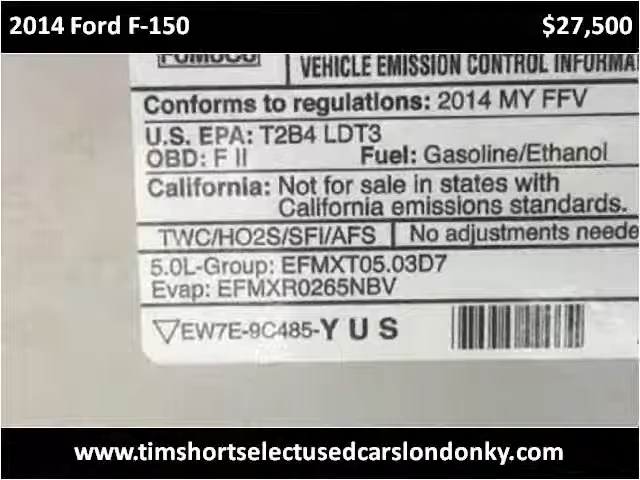 2014 Ford F-150 $27,500
FOMOCO VEHICLE EMISSION CONTROL INFORMA
Conforms to regulations: 2014 MY FFV
U.S. EPA: T2B4 LDT3
OBD: F II Fuel: Gasoline/Ethanol
California: Not for sale in states with
California emissions standards.
TWC/HO2S/SFI/AFS No adjustments neede
5.0L-Group: EFMXT05.03D7
Evap: EFMXR0265NBV
EW7E-9C485-YUS
www.timshortselectusedcarslondonky.com